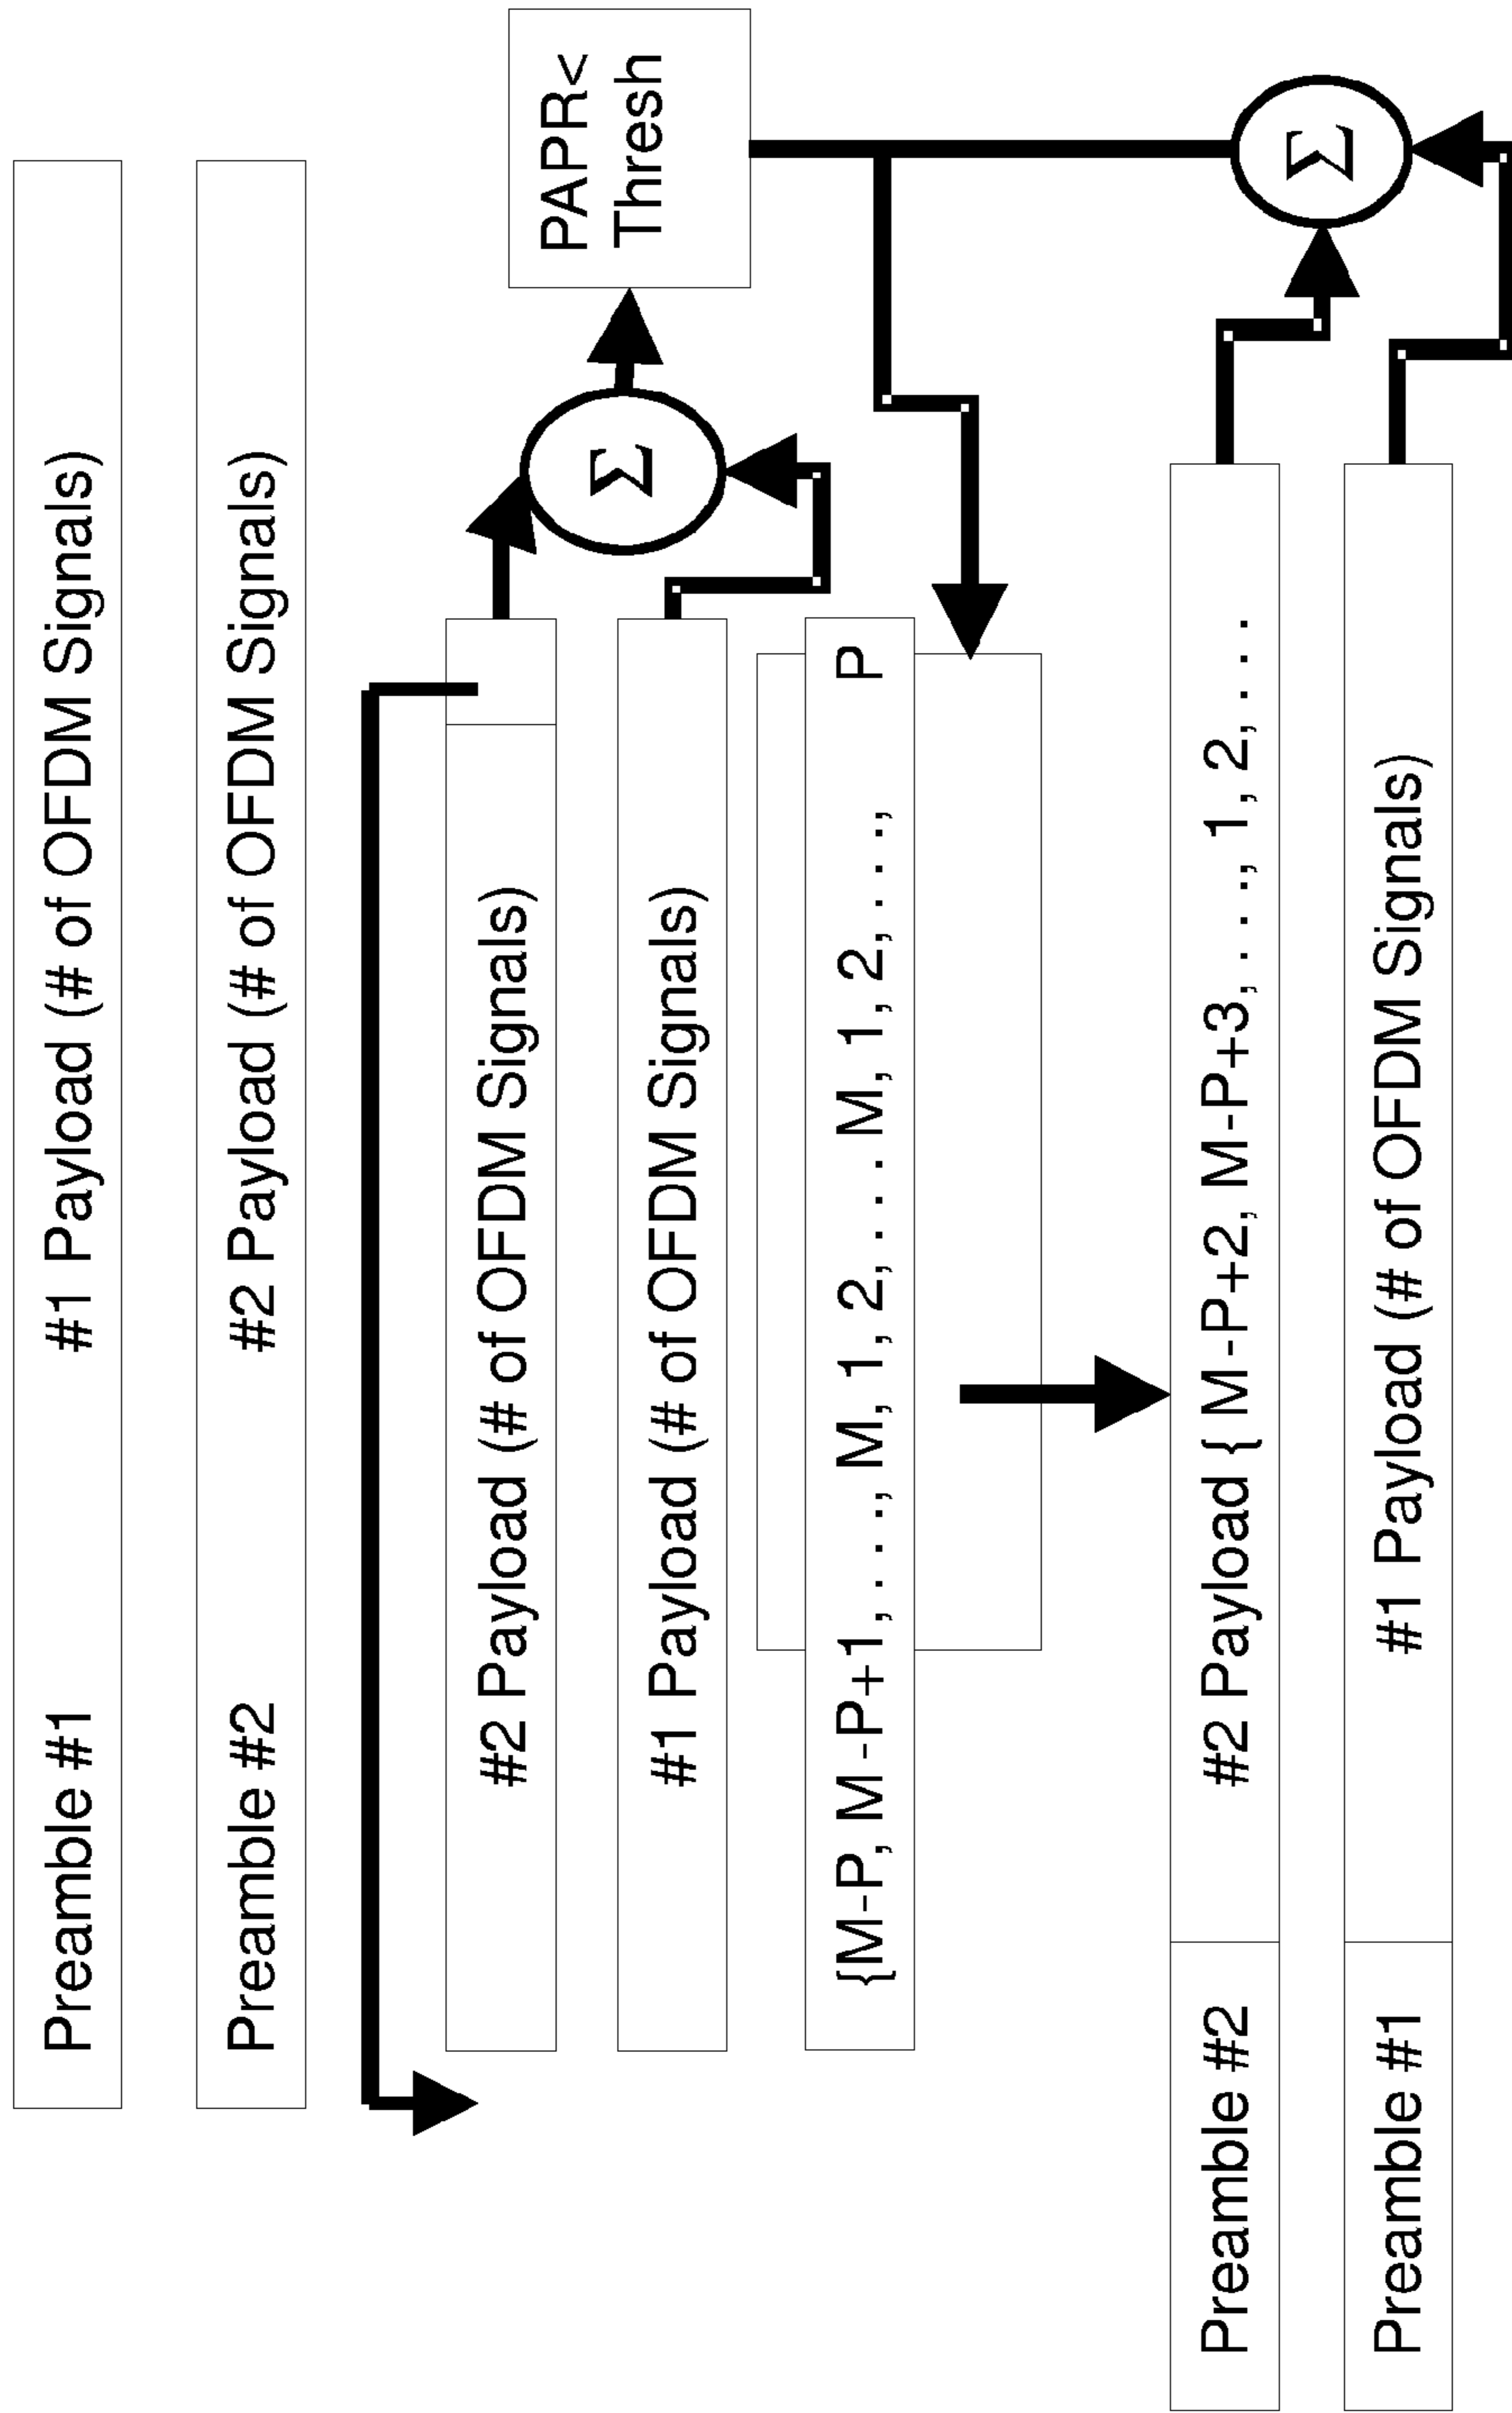 Preamble #1 #1 Payload (# of OFDM Signals)
Preamble #2 #2 Payload (# of OFDM Signals)
PAPR<
Thresh
#2 Payload (# of OFDM Signals)
Σ
#1 Payload (# of OFDM Signals)
{M-P, M-P+1, . . ., M, 1, 2, . . . . M, 1, 2, . . ., P
Preamble #2 #2 Payload { M-P+2, M-P+3, . . ., 1, 2, . . .
Σ
Preamble #1 #1 Payload (# of OFDM Signals)